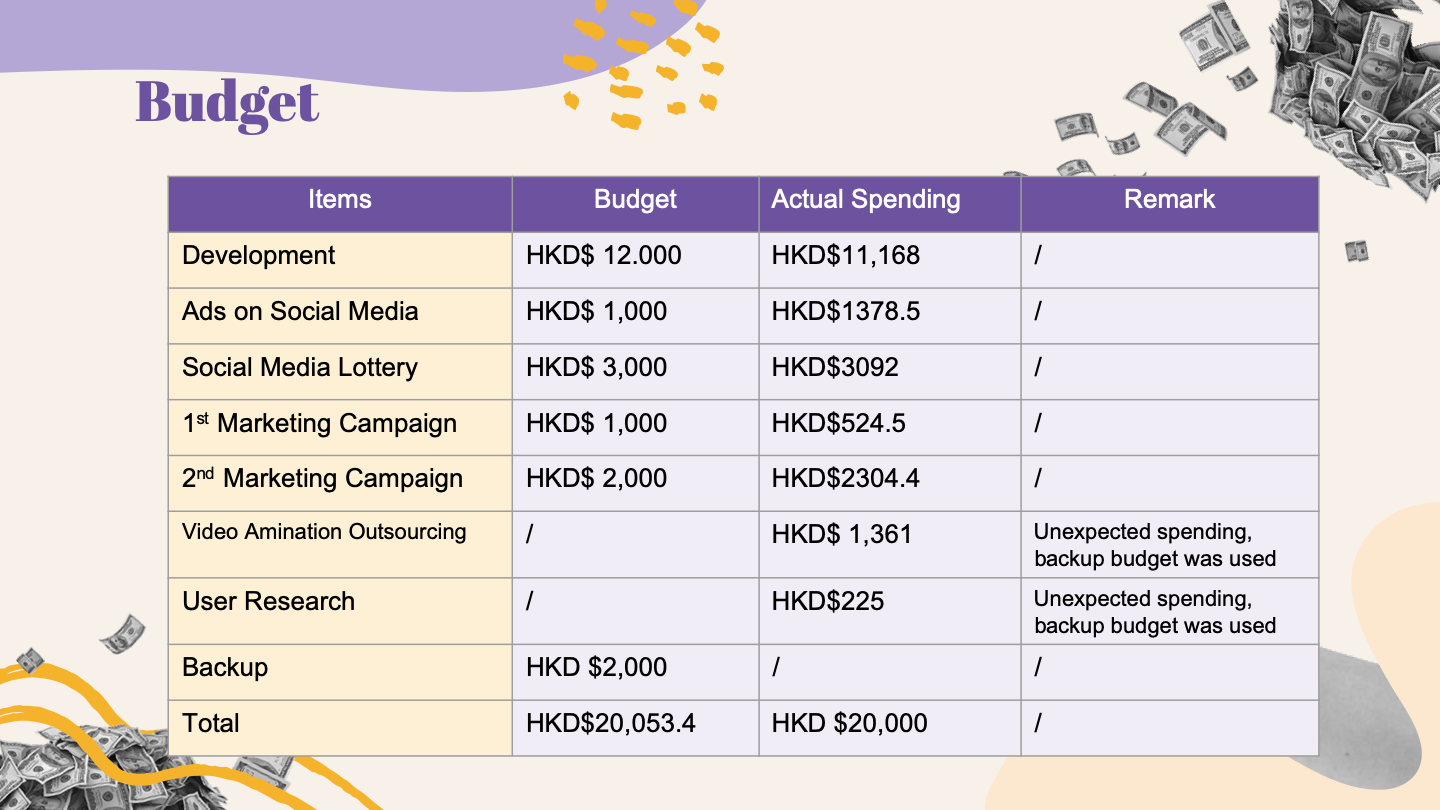 Budget
Items Budget Actual Spending Remark
Development HKD$ 12.000 HKD$11,168 /
Ads on Social Media HKD$ 1,000 HKD$1378.5 /
Social Media Lottery HKD$ 3,000 HKD$3092 /
1st Marketing Campaign HKD$ 1,000 HKD$524.5 /
2nd Marketing Campaign HKD$ 2,000 HKD$2304.4 /
Video Amination Outsourcing / HKD$ 1,361 Unexpected spending,
backup budget was used
User Research / HKD$225 Unexpected spending,
backup budget was used
Backup HKD $2,000 / /
Total HKD$20,053.4 HKD $20,000 /